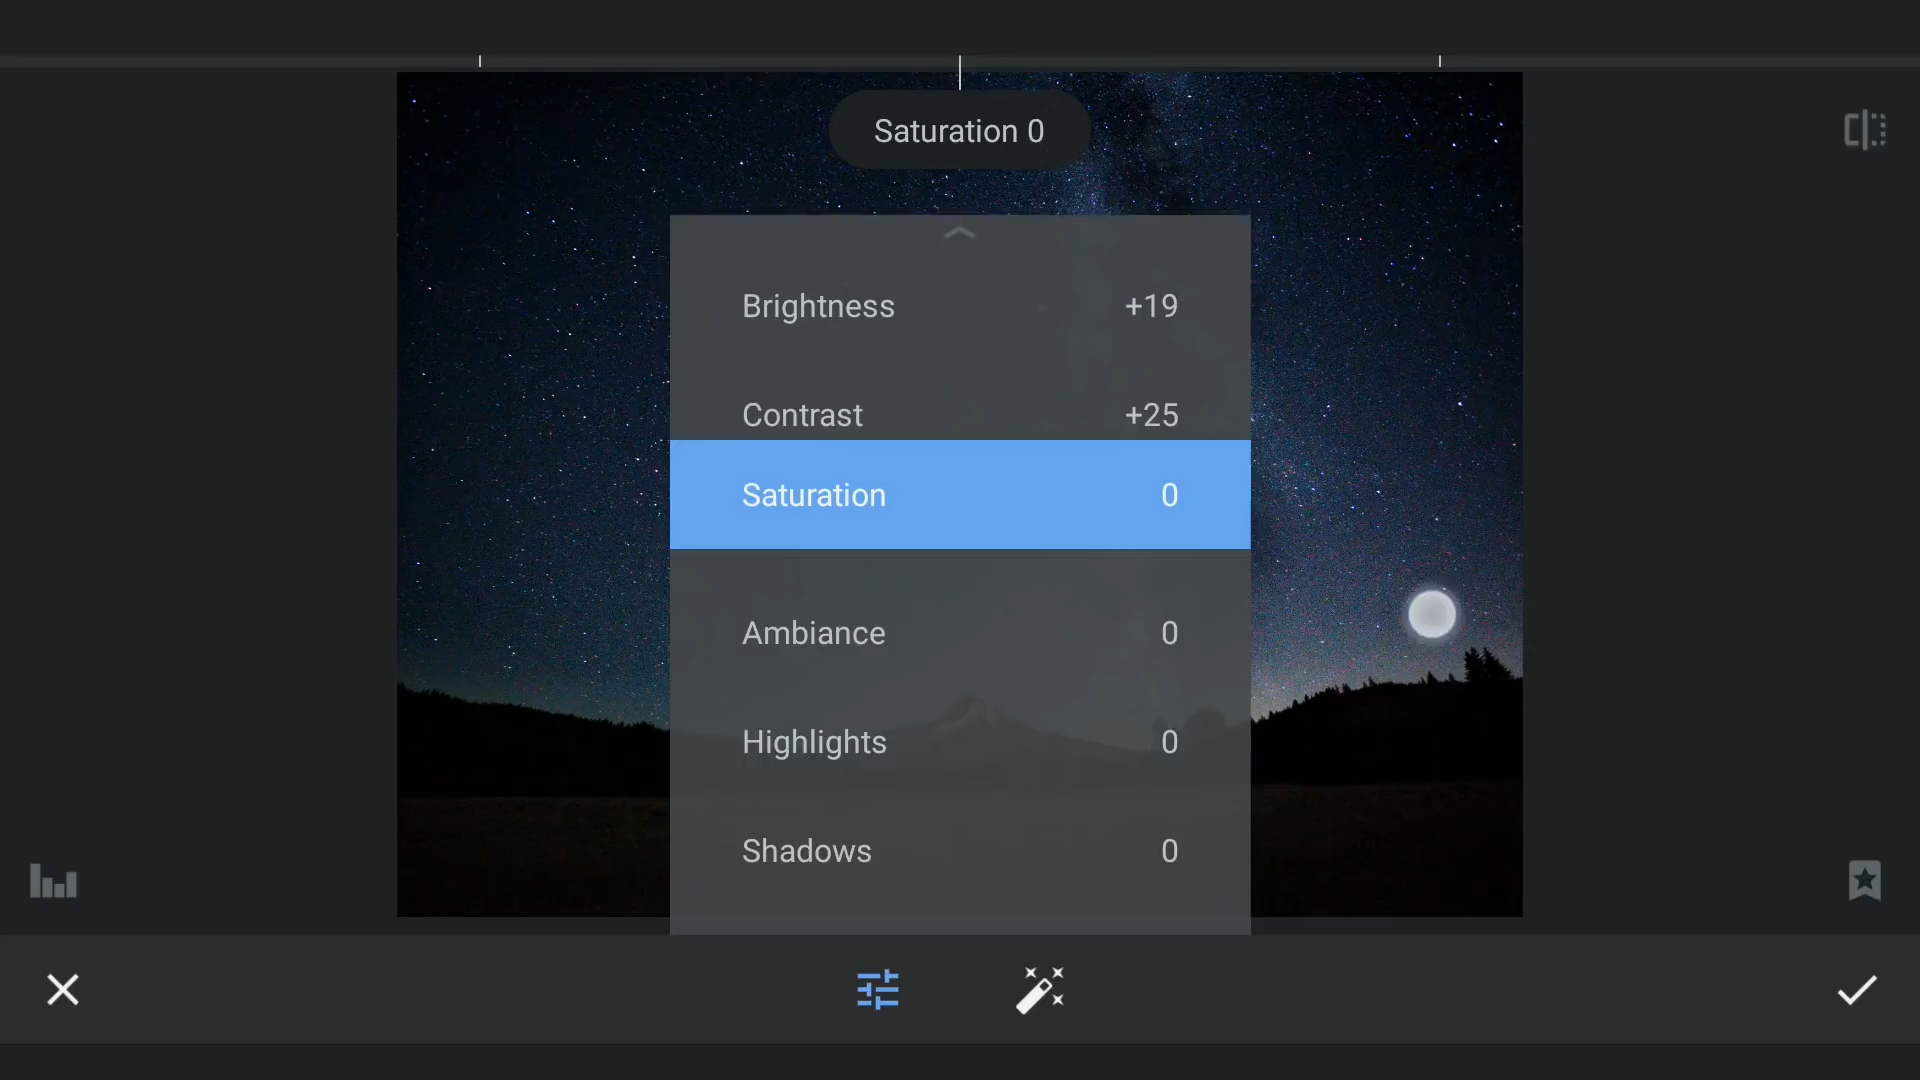 Saturation 0
Brightness +19
Contrast +25
Saturation 0
Ambiance 0
Highlights 0
Shadows 0